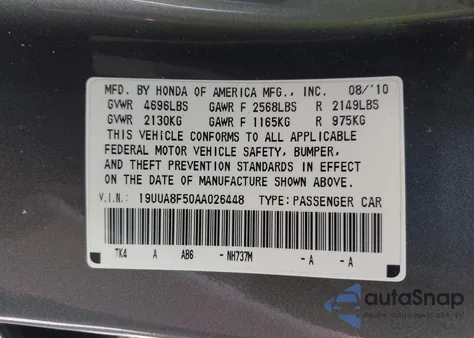 MFD. BY HONDA OF AMERICA MFG., INC. 08/'10
GVWR 4696LBS GAWR F 2568LBS R 2149LBS
GVWR 2130KG GAWR F 1165KG R 975KG
THIS VEHICLE CONFORMS TO ALL APPLICABLE
FEDERAL MOTOR VEHICLE SAFETY, BUMPER,
AND THEFT PREVENTION STANDARDS IN EFFECT
ON THE DATE OF MANUFACTURE SHOWN ABOVE.
V.I.N.: 19UUA8F50AA026448 TYPE: PASSENGER CAR
TK4 A AB6 - NH737M - A - A
autaSnap